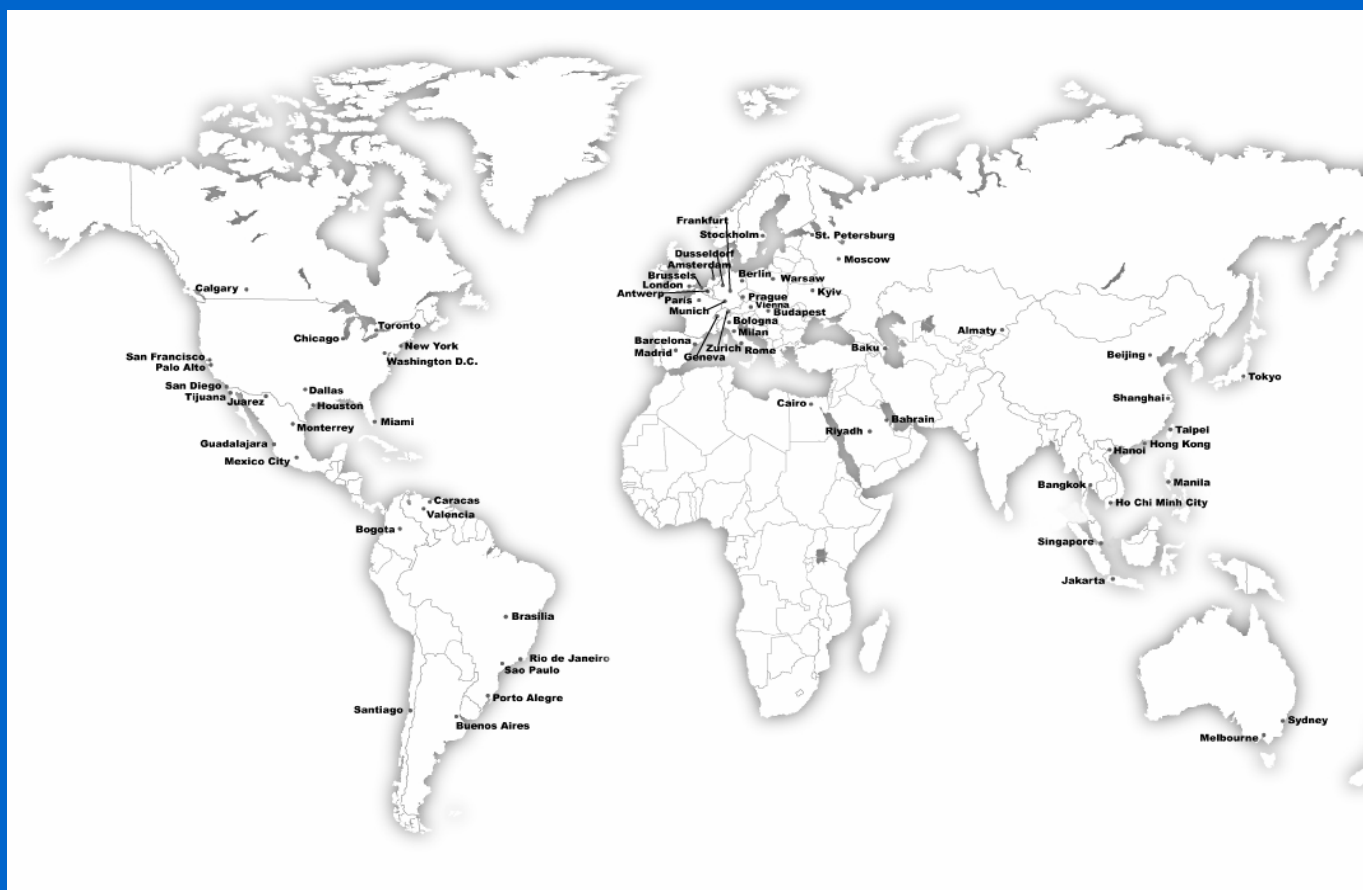 Frankfurt
Stockholm
St. Petersburg
Dusseldorf
Moscow
Amsterdam
Brussels
Berlin
Warsaw
London
Calgary
Antwerp
Kyiv
Paris
Prague
Munich
Vienna
Budapest
Bologna
Toronto
Almaty
Milan
Chicago
Barcelona
New York
Baku
Zurich
Rome
Madrid
Geneva
Beijing
San Francisco
Washington D.C.
Palo Alto
Tokyo
San Diego
Dallas
Tijuana
Juarez
Shanghai
Cairo
Houston
Bahrain
Miami
Monterrey
Riyadh
Taipei
Guadalajara
Hong Kong
Hanoi
Mexico City
Bangkok
Manila
Caracas
Ho Chi Minh City
Valencia
Bogota
Singapore
Jakarta
Brasilia
Rio de Janeiro
Sao Paulo
Porto Alegre
Santiago
Buenos Aires
Sydney
Melbourne